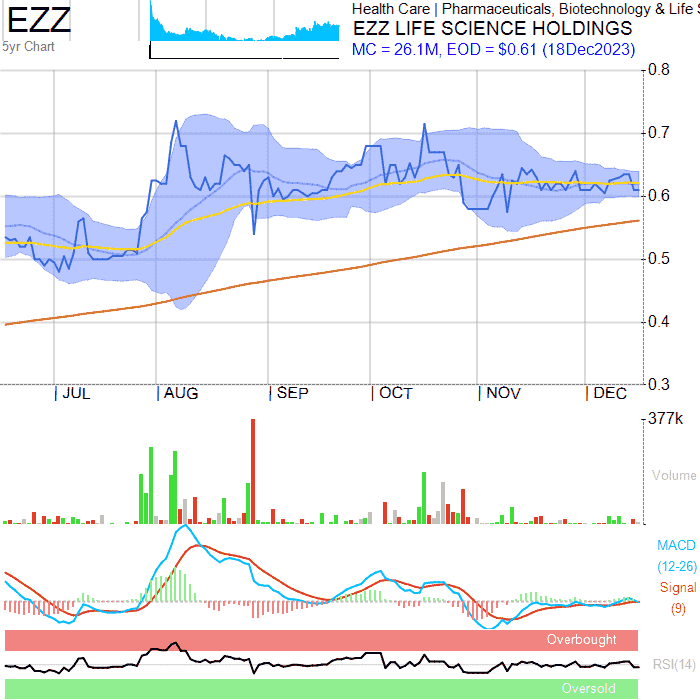 EZZ
5yr Chart
Health Care | Pharmaceuticals, Biotechnology & Life S
EZZ LIFE SCIENCE HOLDINGS
MC = 26.1M, EOD = $0.61 (18Dec2023)
0.8
0.7
0.6
0.5
0.4
0.3
| JUL | AUG | SEP | OCT | NOV | DEC
377k
Volume
MACD
(12-26)
Signal
(9)
Overbought
RSI(14)
Oversold